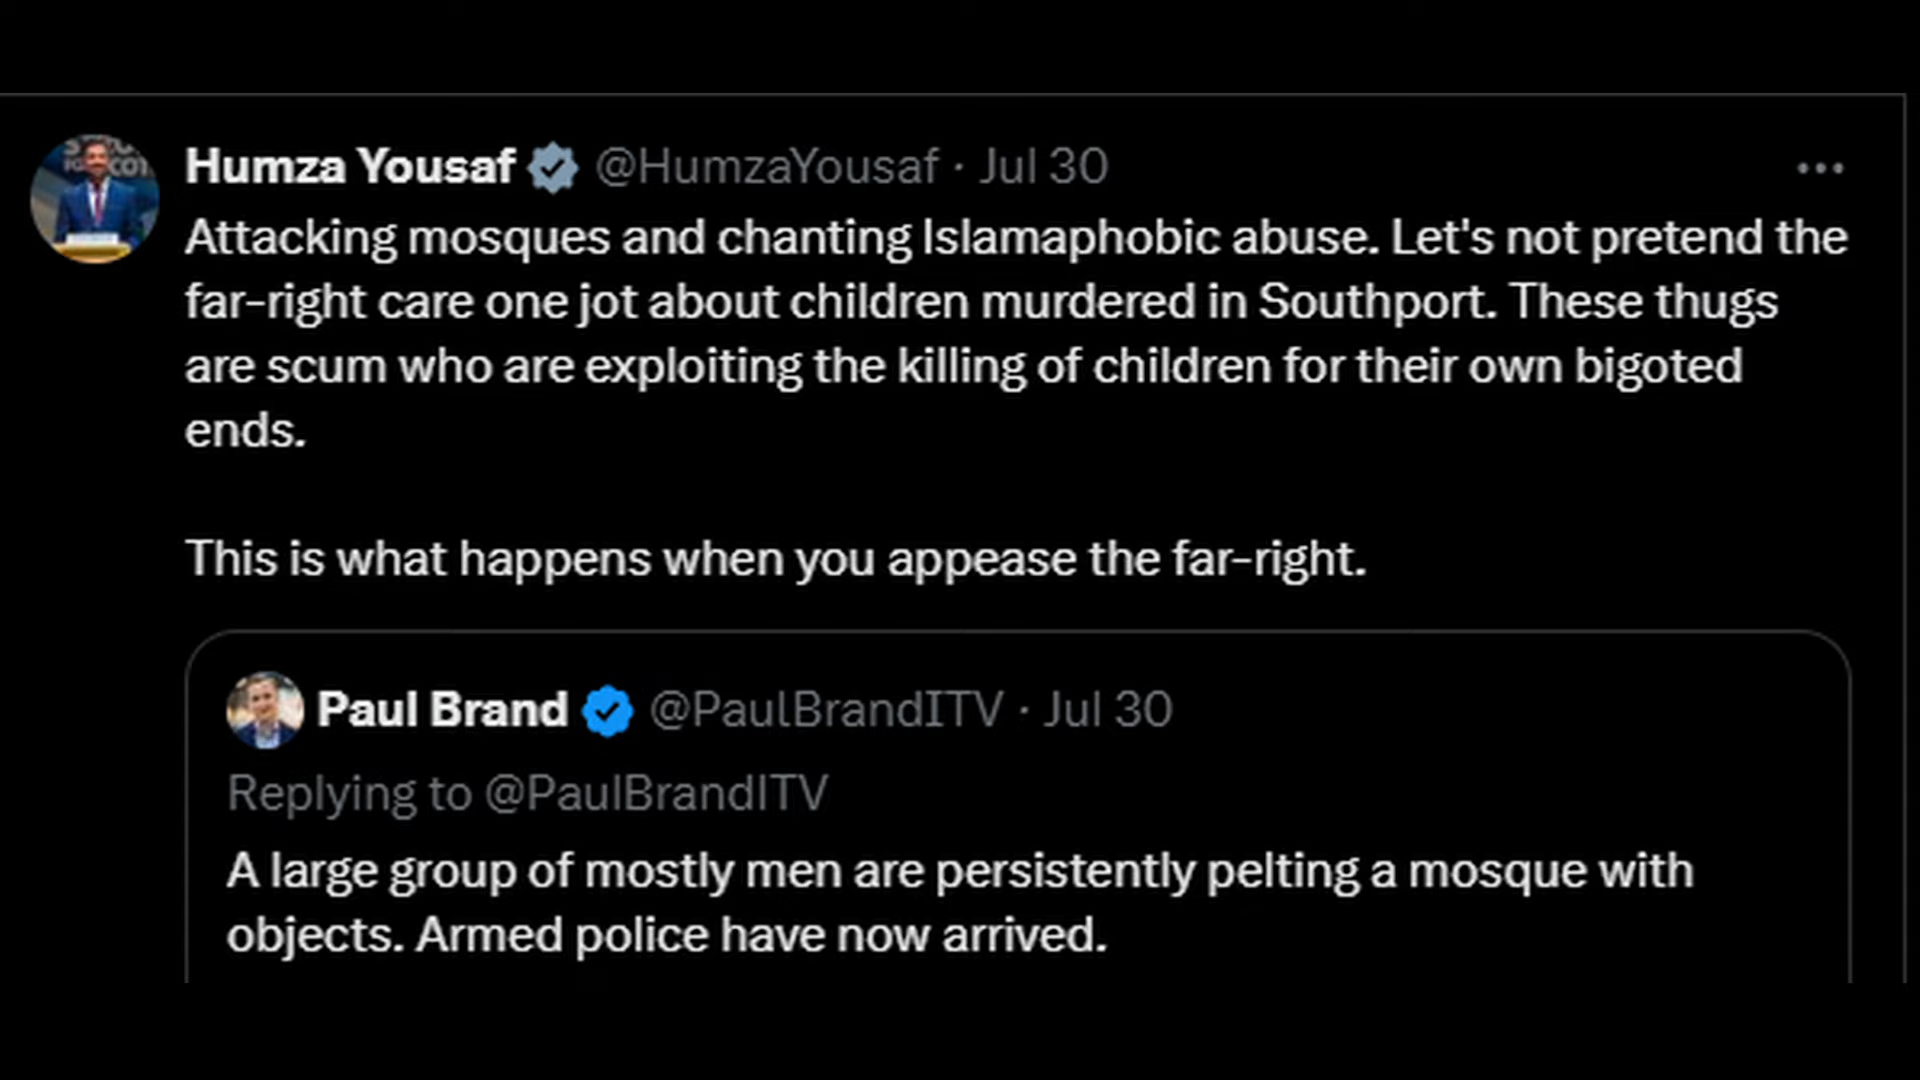 Humza Yousaf @HumzaYousaf · Jul 30
Attacking mosques and chanting Islamaphobic abuse. Let's not pretend the
far-right care one jot about children murdered in Southport. These thugs
are scum who are exploiting the killing of children for their own bigoted
ends.
This is what happens when you appease the far-right.
Paul Brand @PaulBrandITV · Jul 30
Replying to @PaulBrandITV
A large group of mostly men are persistently pelting a mosque with
objects. Armed police have now arrived.